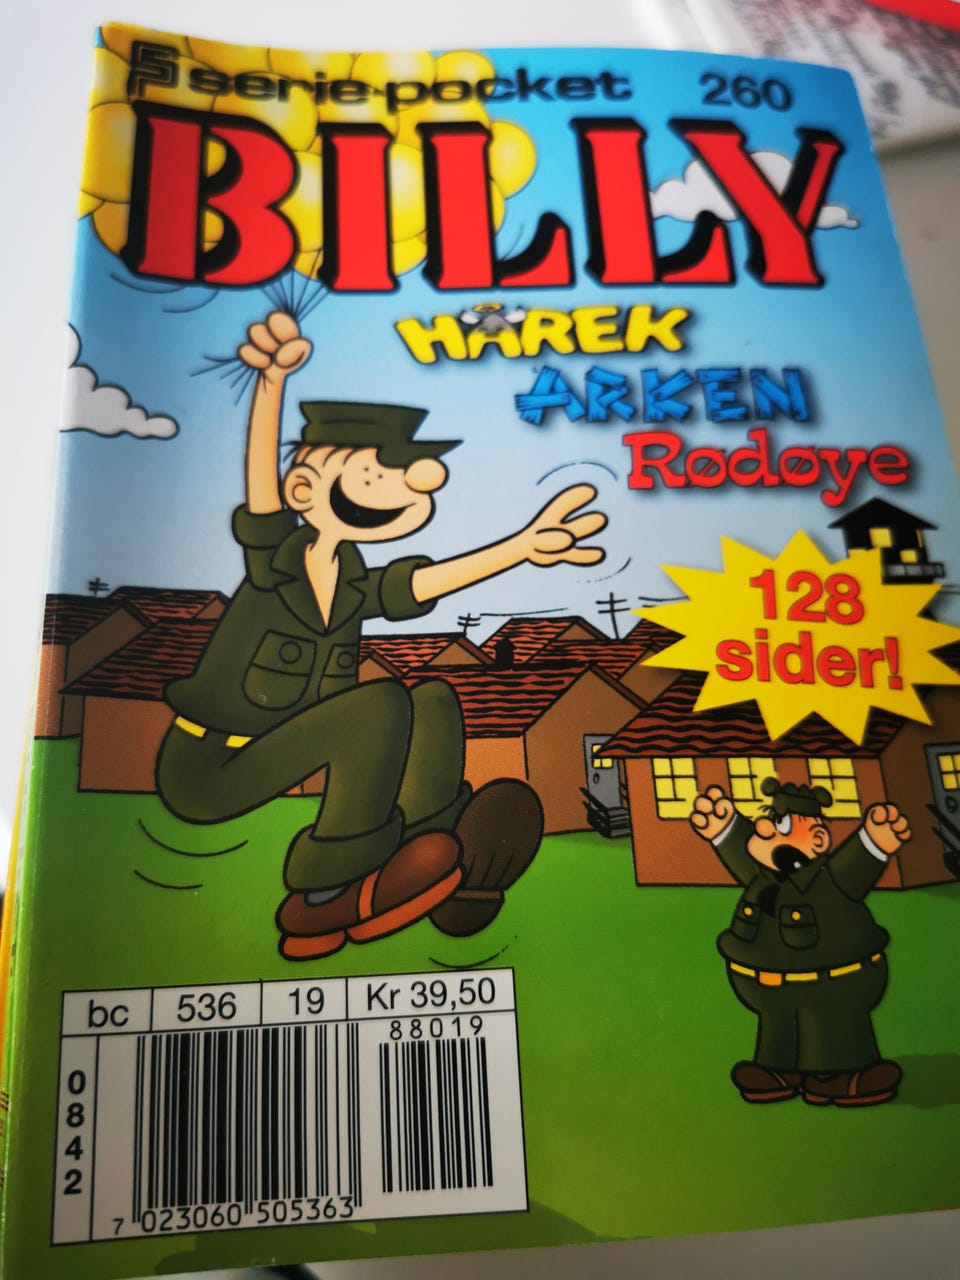 serie-pocket 260
BILLY
HÅREK
ARKEN
Rødøye
128
sider!
bc 536 19 Kr 39,50
88019
0842
7 023060 505363